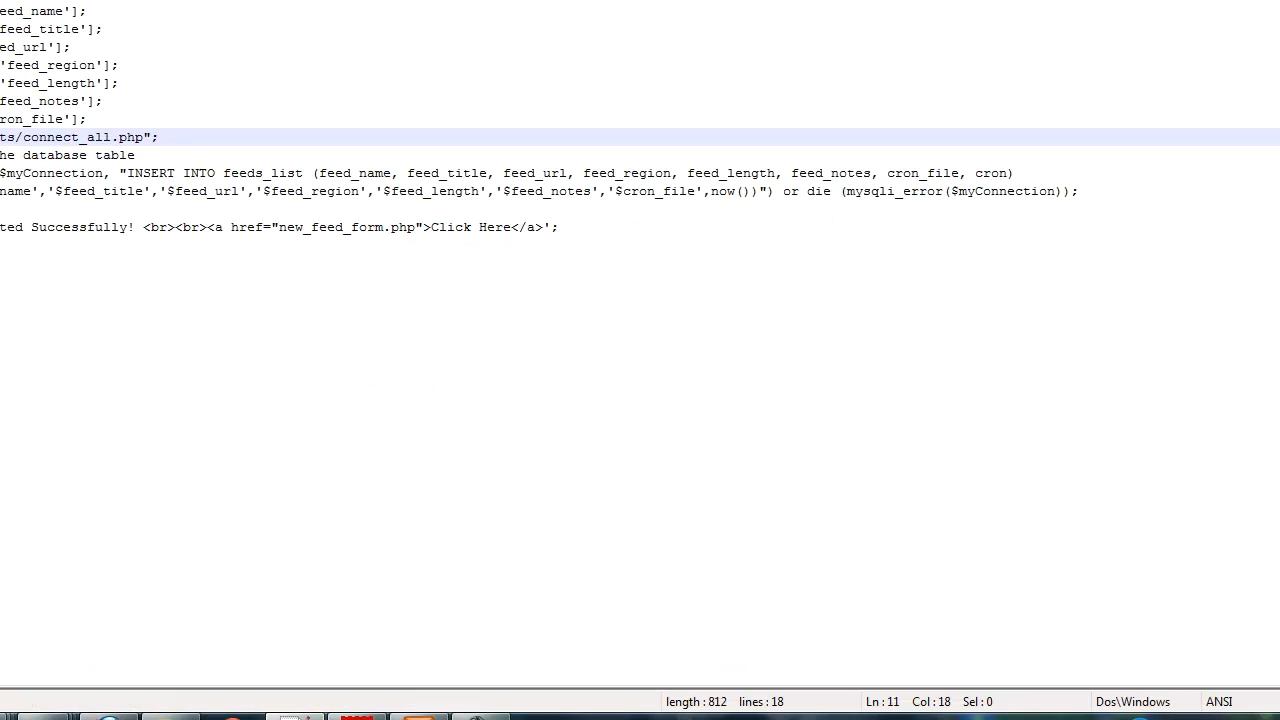 eed_name'];
feed_title'];
ed_url'];
'feed_region'];
'feed_length'];
feed_notes'];
ron_file'];
ts/connect_all.php";
he database table
$myConnection, "INSERT INTO feeds_list (feed_name, feed_title, feed_url, feed_region, feed_length, feed_notes, cron_file, cron)
name','$feed_title','$feed_url','$feed_region','$feed_length','$feed_notes','$cron_file',now())") or die (mysqli_error($myConnection));
ted Successfully! <br><br><a href="new_feed_form.php">Click Here</a>';
length : 812 lines : 18 Ln : 11 Col : 18 Sel : 0 Dos\Windows ANSI